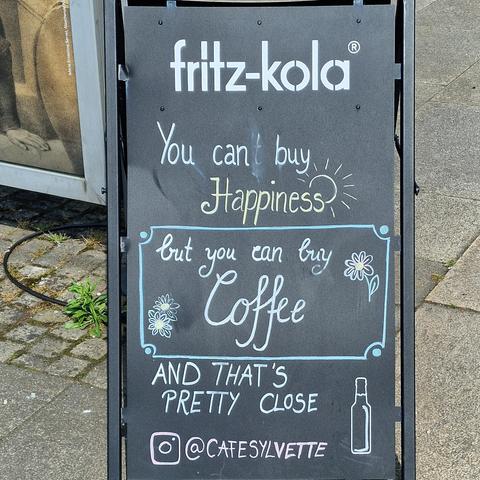 fritz-kola®
You can't buy
Happiness
but you can buy
Coffee
AND THAT'S
PRETTY CLOSE
@CAFESYLVETTE